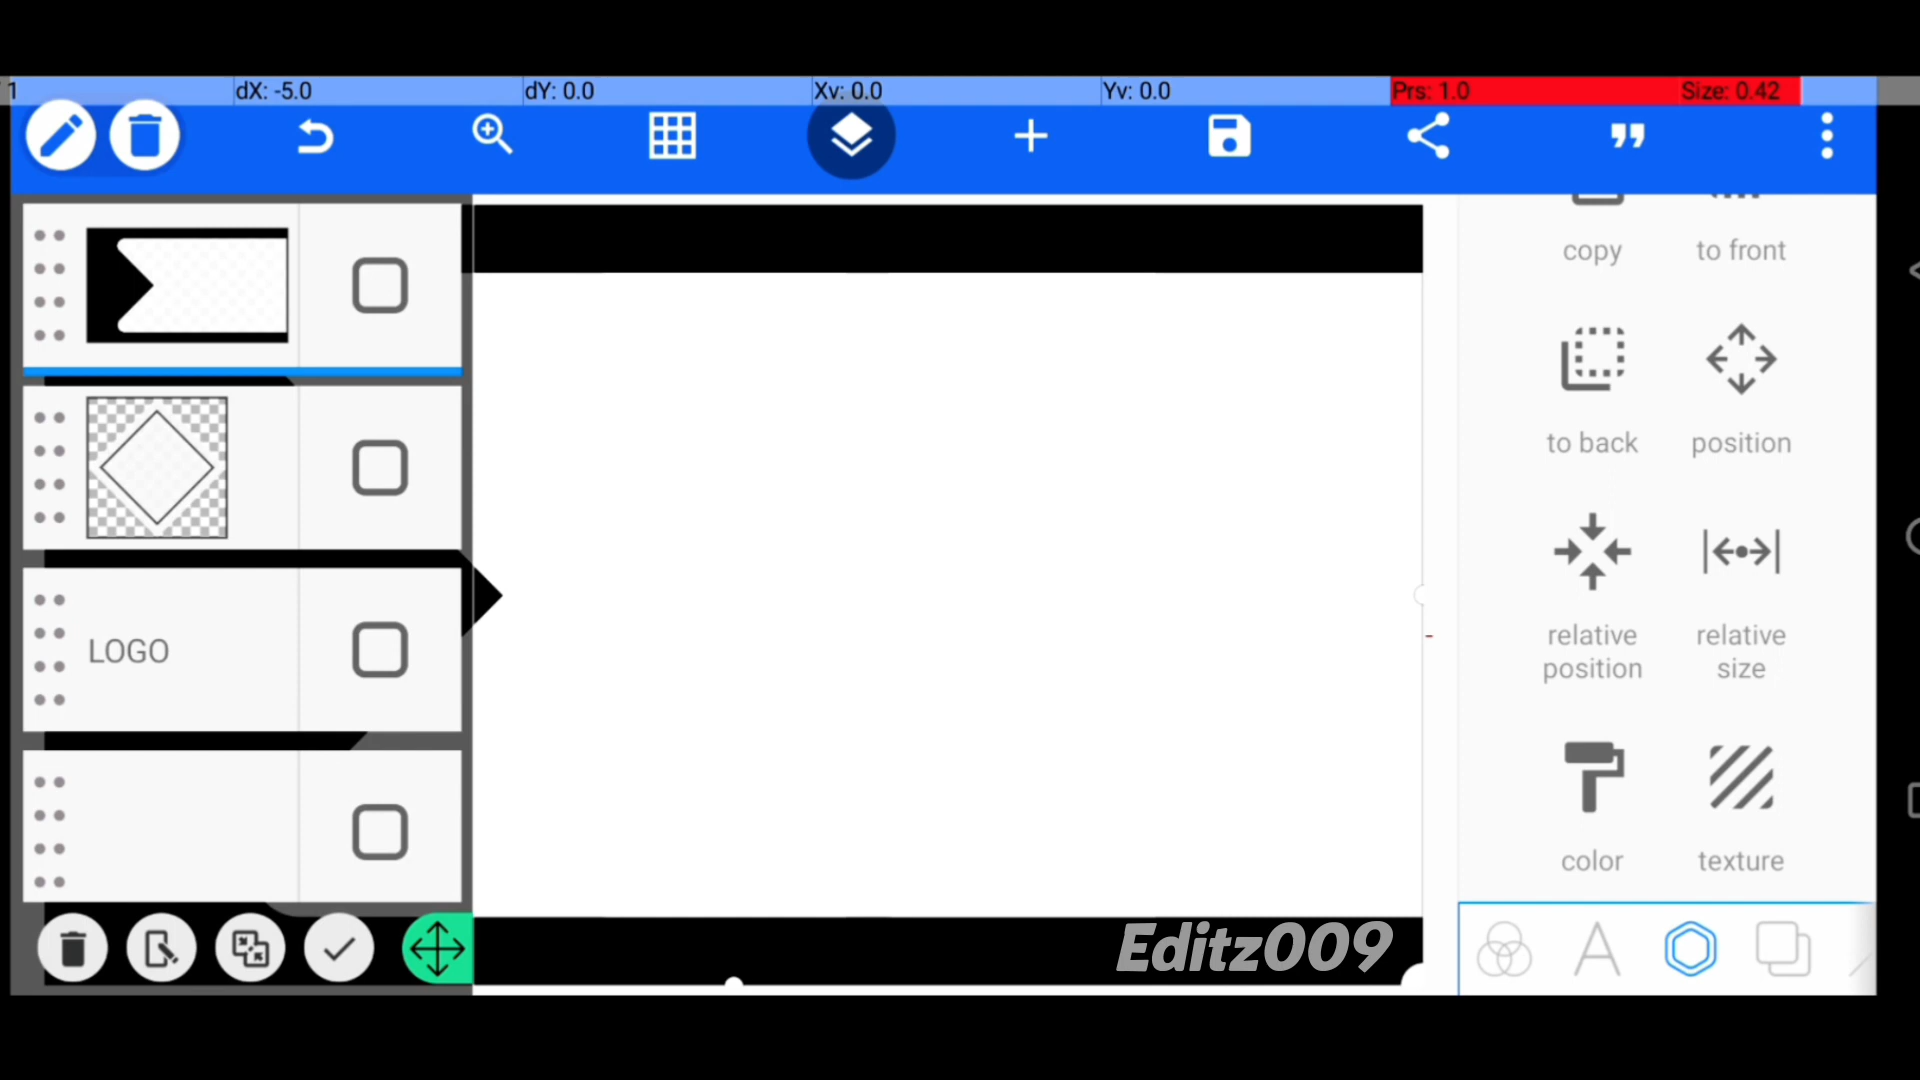 1 dX: -5.0 dY: 0.0 Xv: 0.0 Yv: 0.0 Prs: 1.0 Size: 0.42
copy to front
to back position
relative position relative size
LOGO
color texture
Editz009